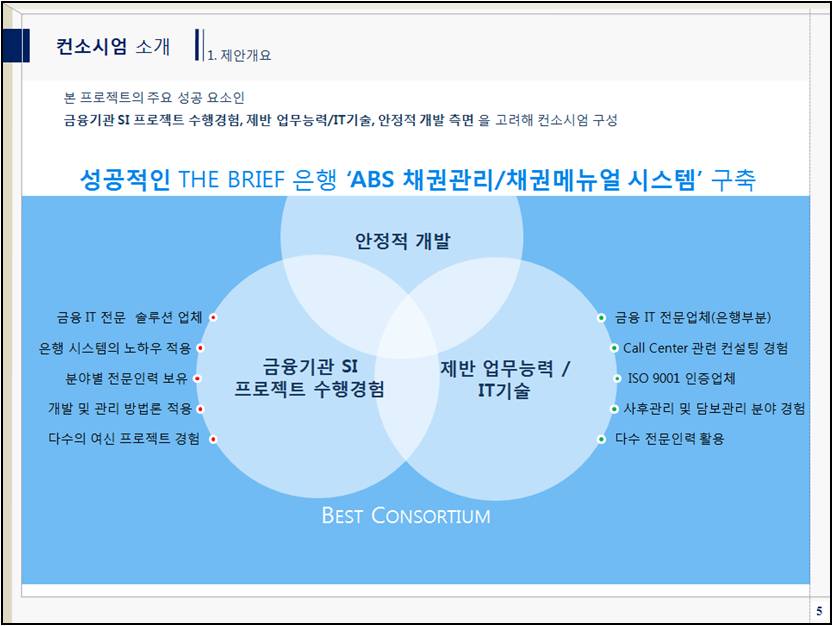 컨소시엄 소개
1. 제안개요
본 프로젝트의 주요 성공 요소인
금융기관 SI 프로젝트 수행경험, 제반 업무능력/IT기술, 안정적 개발 측면 을 고려해 컨소시엄 구성
성공적인 THE BRIEF 은행 ‘ABS 채권관리/채권메뉴얼 시스템’ 구축
안정적 개발
금융기관 SI
프로젝트 수행경험
제반 업무능력 /
IT기술
금융 IT 전문 솔루션 업체
은행 시스템의 노하우 적용
분야별 전문인력 보유
개발 및 관리 방법론 적용
다수의 여신 프로젝트 경험
금융 IT 전문업체(은행부분)
Call Center 관련 컨설팅 경험
ISO 9001 인증업체
사후관리 및 담보관리 분야 경험
다수 전문인력 활용
BEST CONSORTIUM
5